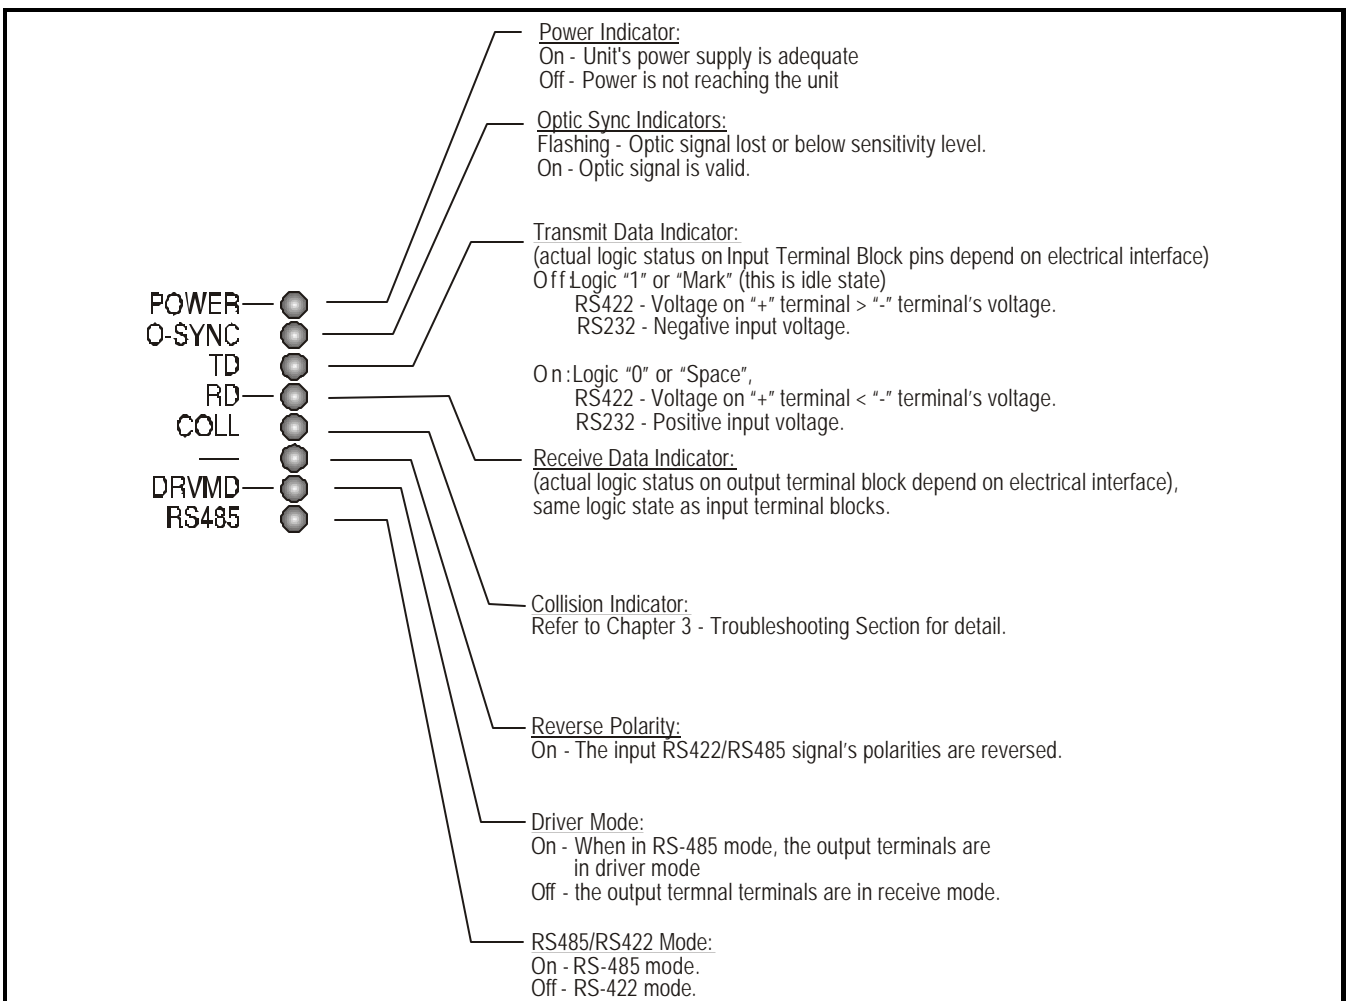 Power Indicator:
On - Unit's power supply is adequate
Off - Power is not reaching the unit
Optic Sync Indicators:
Flashing - Optic signal lost or below sensitivity level.
On - Optic signal is valid.
Transmit Data Indicator:
(actual logic status on Input Terminal Block pins depend on electrical interface)
Off:Logic “1” or “Mark” (this is idle state)
RS422 - Voltage on “+” terminal > “-” terminal’s voltage.
RS232 - Negative input voltage.
On:Logic “0” or “Space”,
RS422 - Voltage on “+” terminal < “-” terminal’s voltage.
RS232 - Positive input voltage.
Receive Data Indicator:
(actual logic status on output terminal block depend on electrical interface),
same logic state as input terminal blocks.
Collision Indicator:
Refer to Chapter 3 - Troubleshooting Section for detail.
Reverse Polarity:
On - The input RS422/RS485 signal’s polarities are reversed.
Driver Mode:
On - When in RS-485 mode, the output terminals are
in driver mode
Off - the output termnal terminals are in receive mode.
RS485/RS422 Mode:
On - RS-485 mode.
Off - RS-422 mode.
POWER
O-SYNC
TD
RD
COLL
DRVMD
RS485